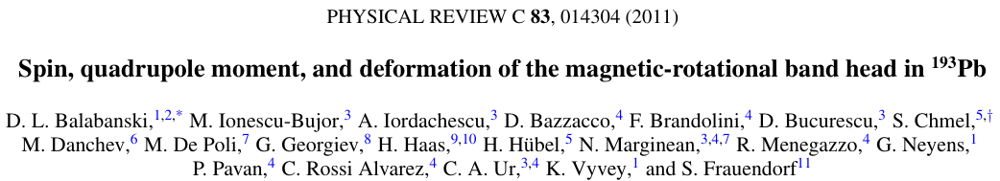 PHYSICAL REVIEW C 83, 014304 (2011)
Spin, quadrupole moment, and deformation of the magnetic-rotational band head in ¹⁹³Pb
D. L. Balabanski,¹,²,* M. Ionescu-Bujor,³ A. Iordachescu,³ D. Bazzacco,⁴ F. Brandolini,⁴ D. Bucurescu,³ S. Chmel,⁵,†
M. Danchev,⁶ M. De Poli,⁷ G. Georgiev,⁸ H. Haas,⁹,¹⁰ H. Hübel,⁵ N. Marginean,³,⁴,⁷ R. Menegazzo,⁴ G. Neyens,¹
P. Pavan,⁴ C. Rossi Alvarez,⁴ C. A. Ur,³,⁴ K. Vyvey,¹ and S. Frauendorf¹¹